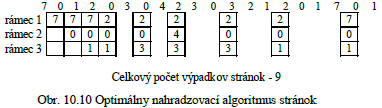 7 0 1 2 0 3 0 4 2 3 0 3 2 1 2 0 1 7 0 1
rámec 1 7 7 7 2 2 2 2 2 7
rámec 2 0 0 0 0 4 0 0 0
rámec 3 1 1 3 3 3 1 1
Celkový počet výpadkov stránok - 9
Obr. 10.10 Optimálny nahradzovací algoritmus stránok